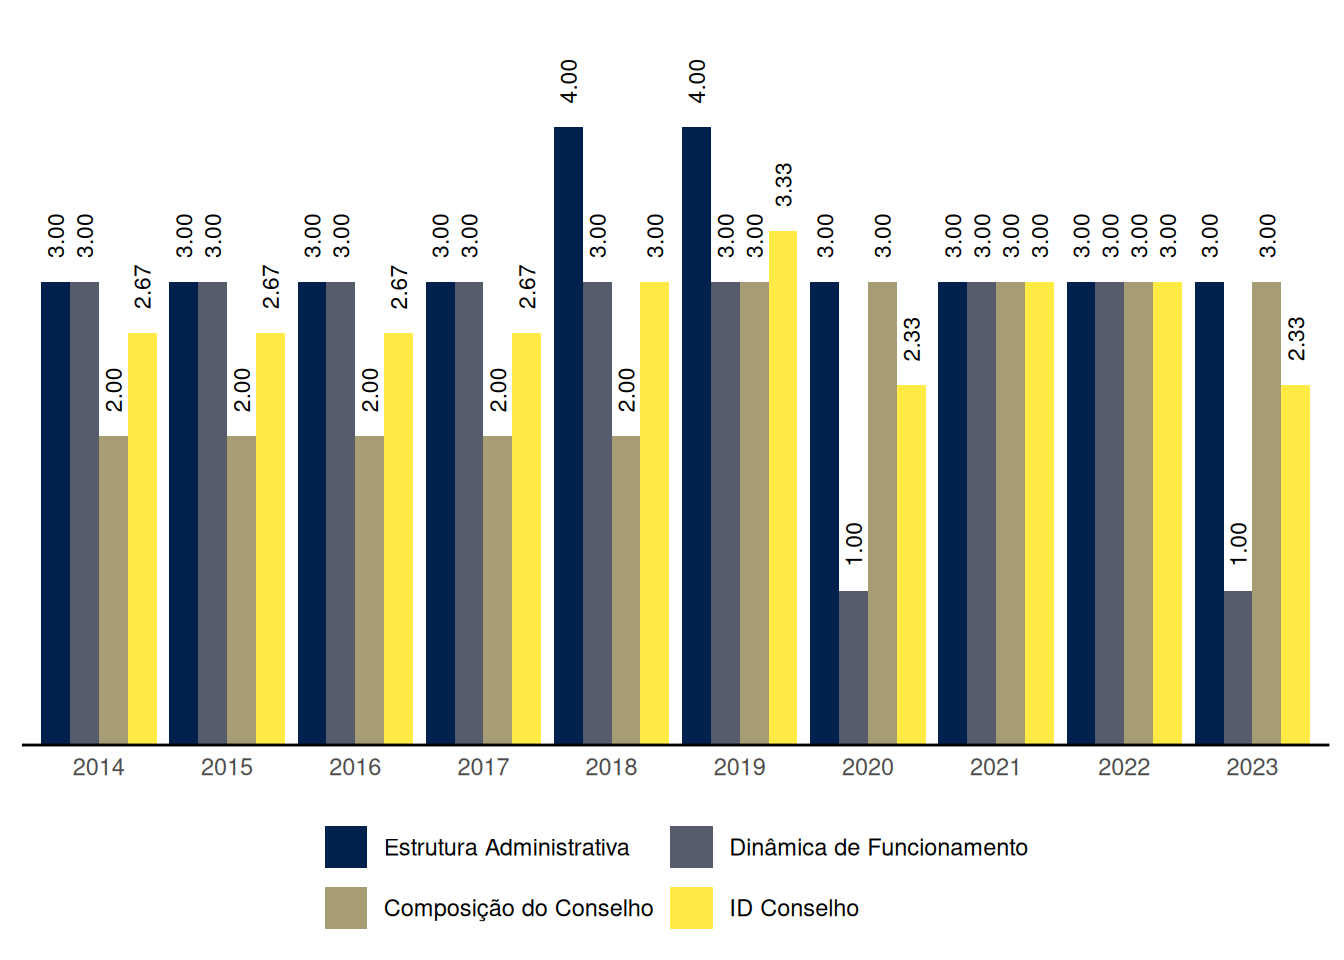 4.00 4.00
3.33
3.00 3.00 3.00 3.00 3.00 3.00 3.00 3.00 3.00 3.00 3.00 3.00 3.00 3.00 3.00 3.00 3.00 3.00 3.00 3.00 3.00 3.00 3.00 3.00
2.67 2.67 2.67 2.67
2.33 2.33
2.00 2.00 2.00 2.00 2.00
1.00 1.00
2014 2015 2016 2017 2018 2019 2020 2021 2022 2023
Estrutura Administrativa Dinâmica de Funcionamento
Composição do Conselho ID Conselho